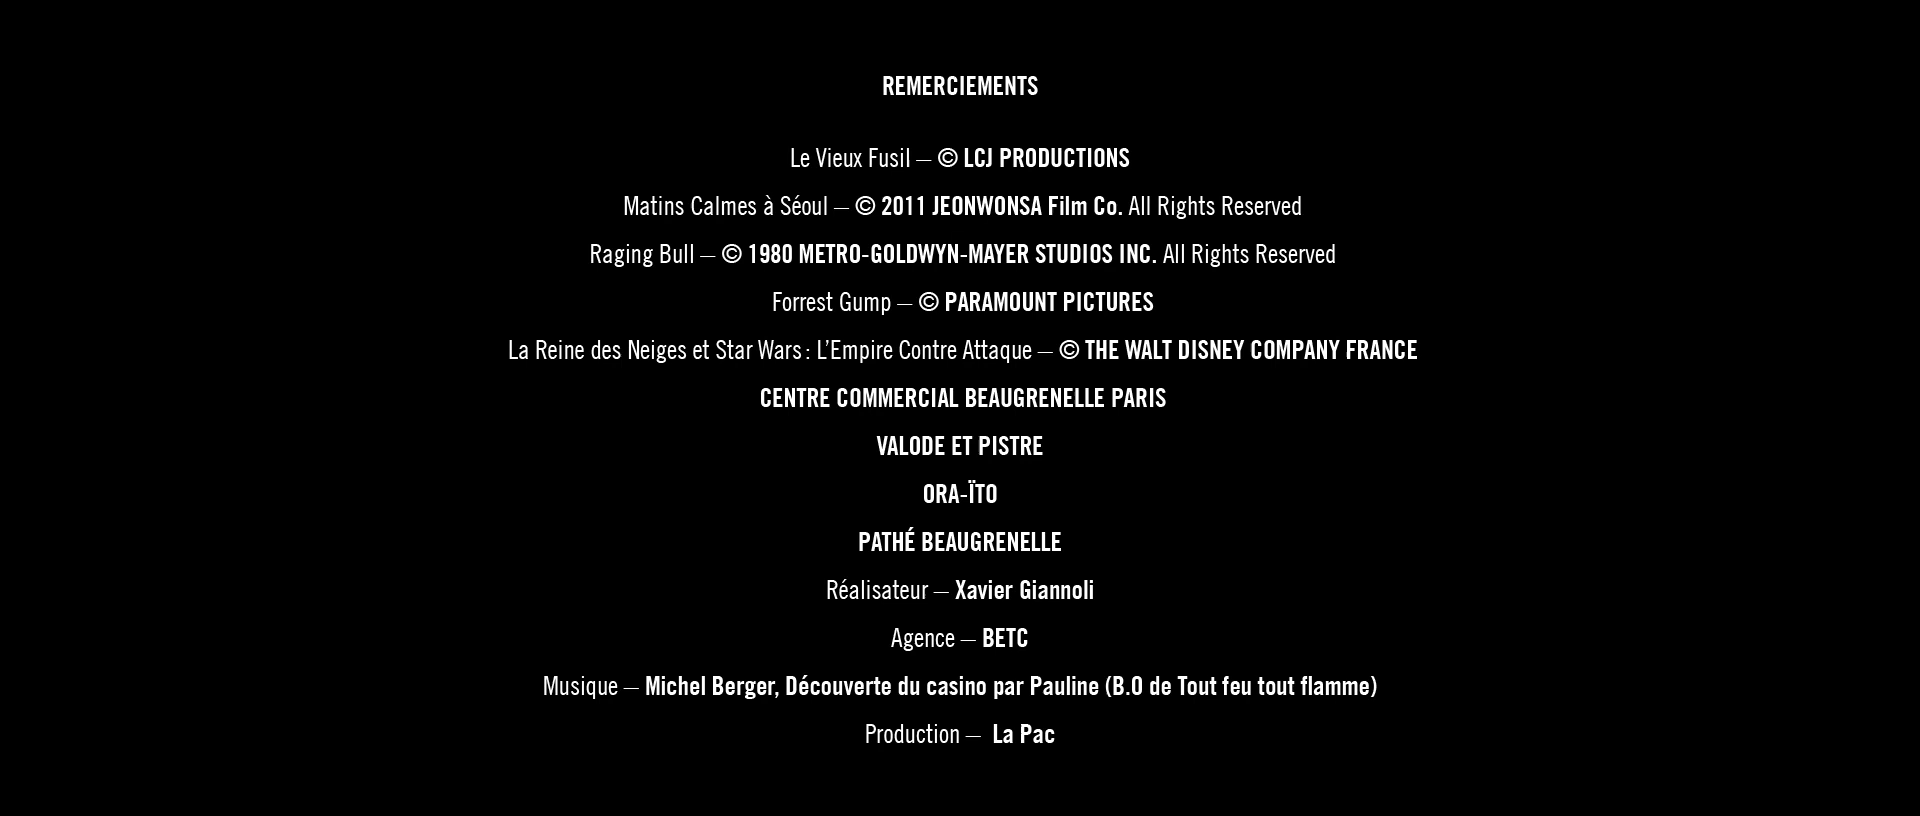 REMERCIEMENTS
Le Vieux Fusil – © LCJ PRODUCTIONS
Matins Calmes à Séoul – © 2011 JEONWONSA Film Co. All Rights Reserved
Raging Bull – © 1980 METRO-GOLDWYN-MAYER STUDIOS INC. All Rights Reserved
Forrest Gump – © PARAMOUNT PICTURES
La Reine des Neiges et Star Wars : L’Empire Contre Attaque – © THE WALT DISNEY COMPANY FRANCE
CENTRE COMMERCIAL BEAUGRENELLE PARIS
VALODE ET PISTRE
ORA-ÏTO
PATHÉ BEAUGRENELLE
Réalisateur – Xavier Giannoli
Agence – BETC
Musique – Michel Berger, Découverte du casino par Pauline (B.O de Tout feu tout flamme)
Production – La Pac